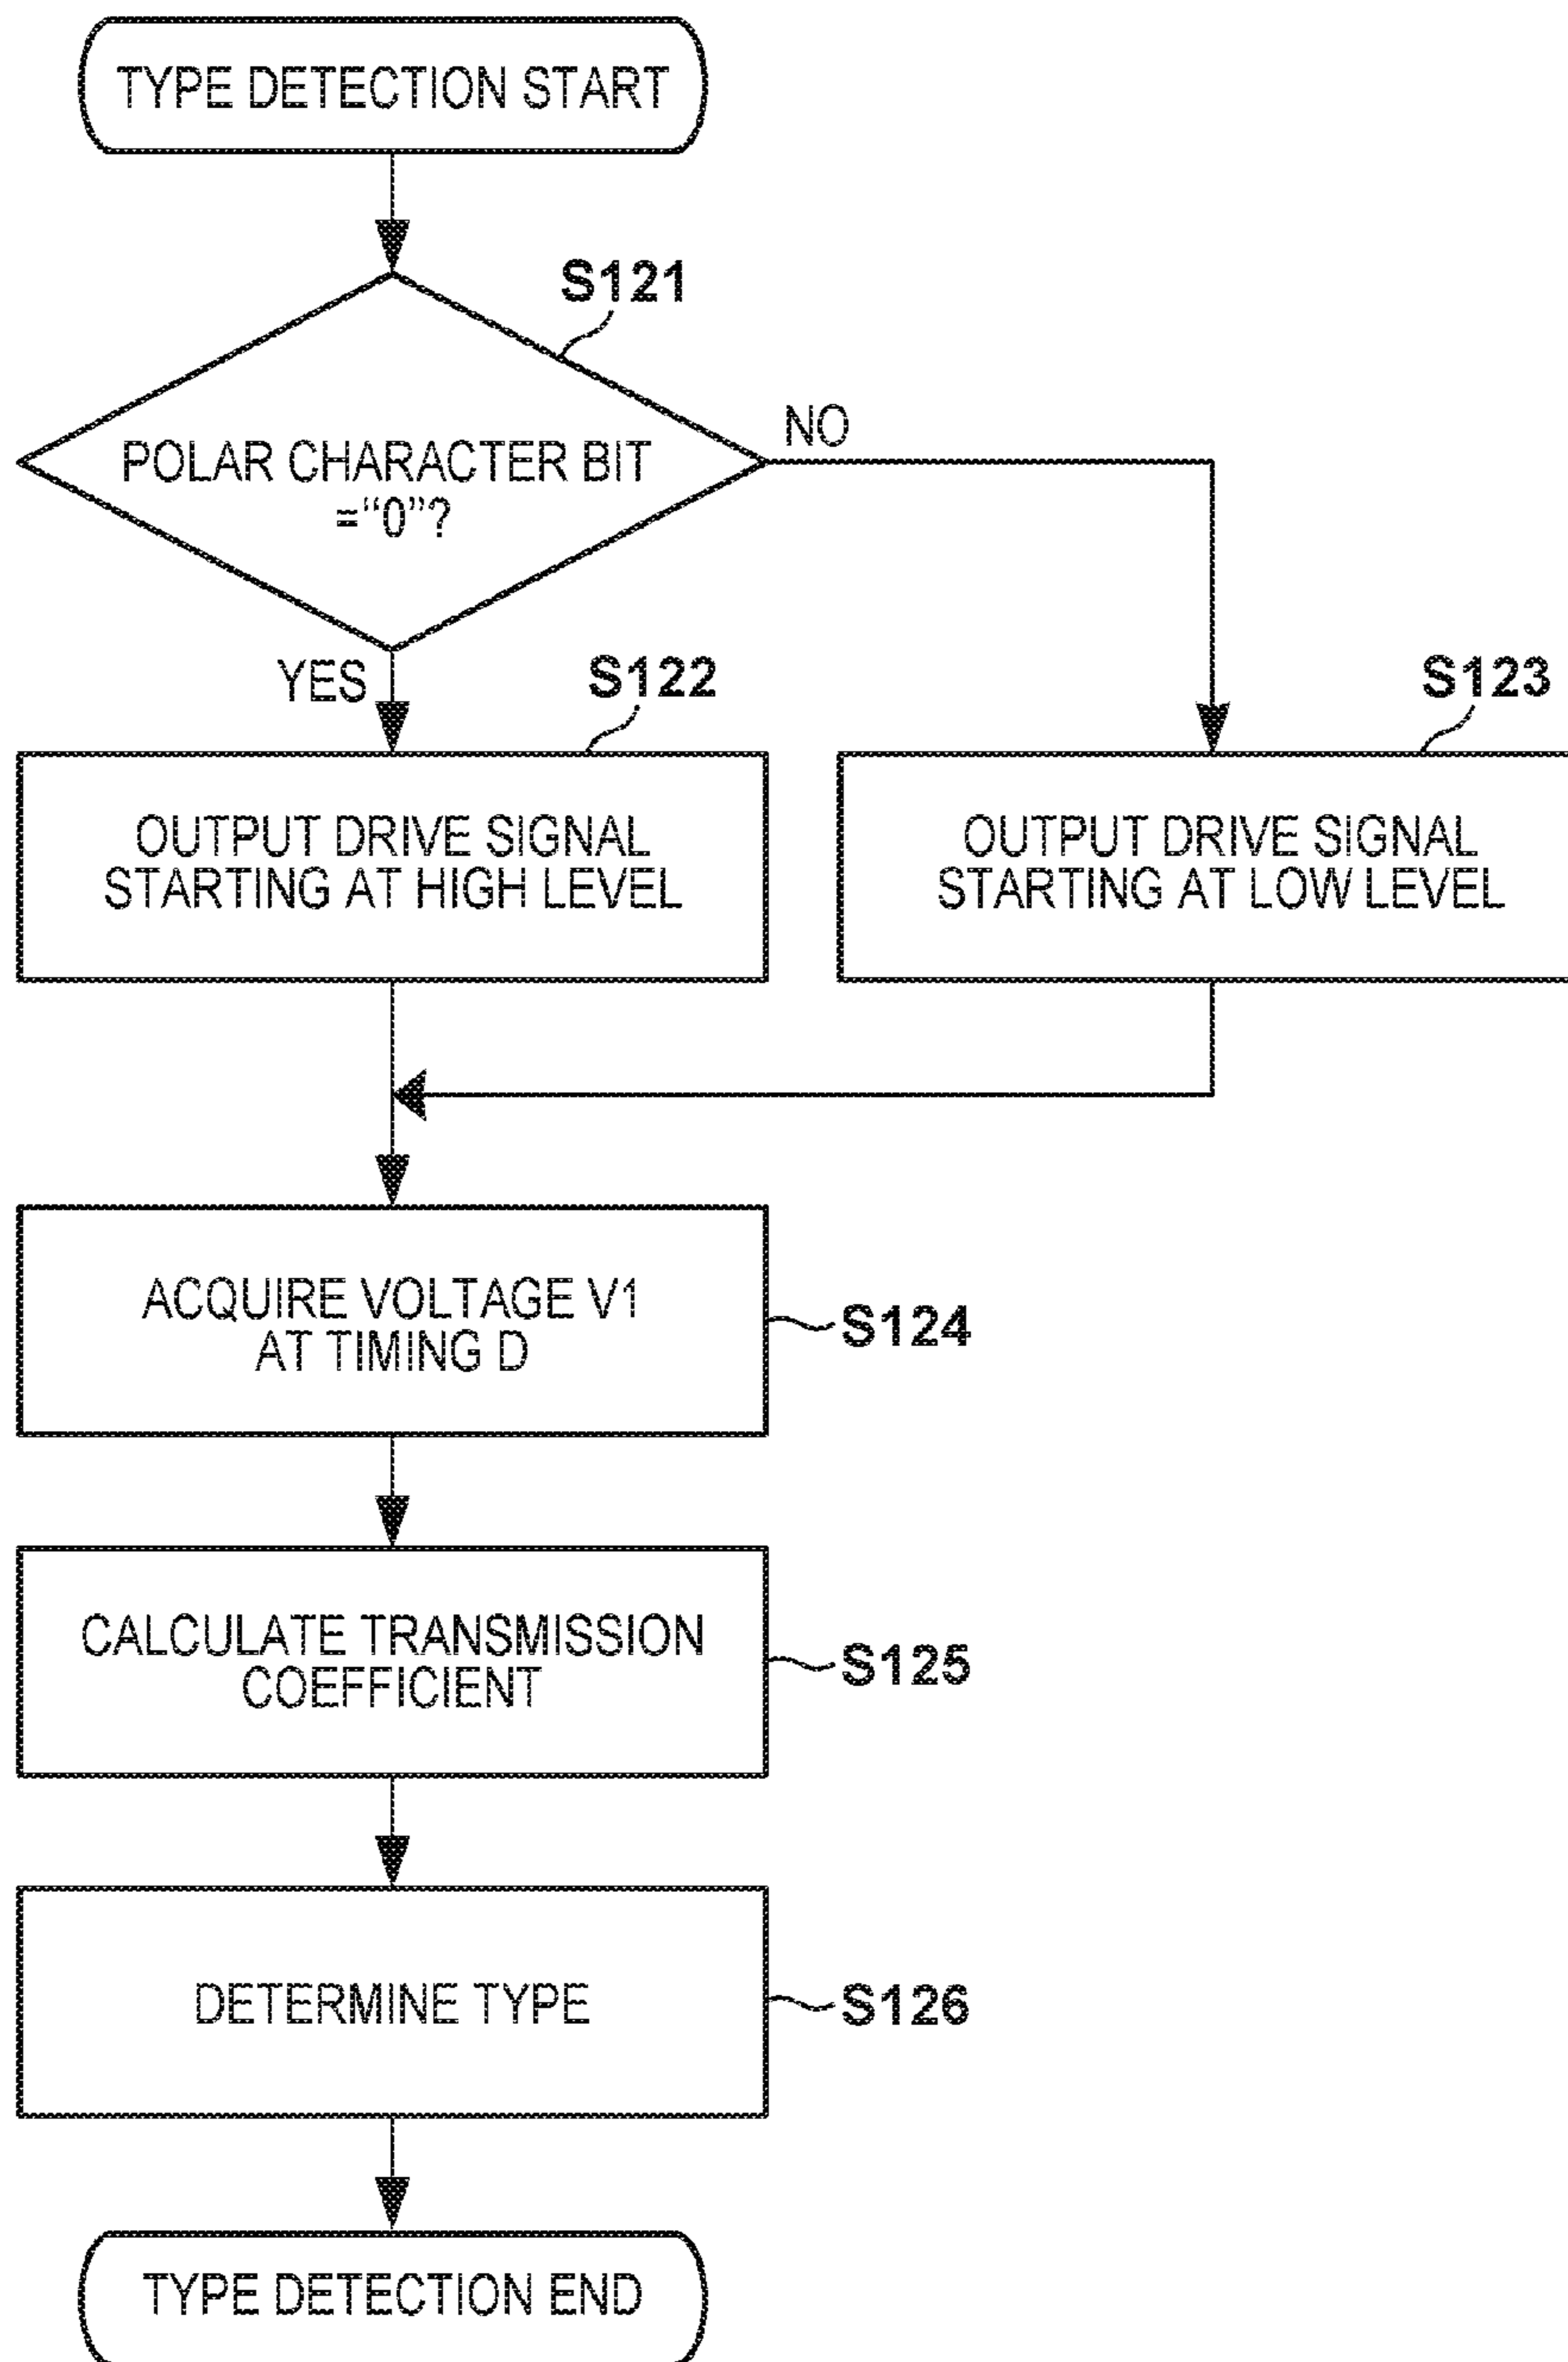 TYPE DETECTION START
S121
POLAR CHARACTER BIT
="0"?
NO
YES
S122
S123
OUTPUT DRIVE SIGNAL
STARTING AT HIGH LEVEL
OUTPUT DRIVE SIGNAL
STARTING AT LOW LEVEL
ACQUIRE VOLTAGE V1
AT TIMING D
S124
CALCULATE TRANSMISSION
COEFFICIENT
S125
DETERMINE TYPE
S126
TYPE DETECTION END